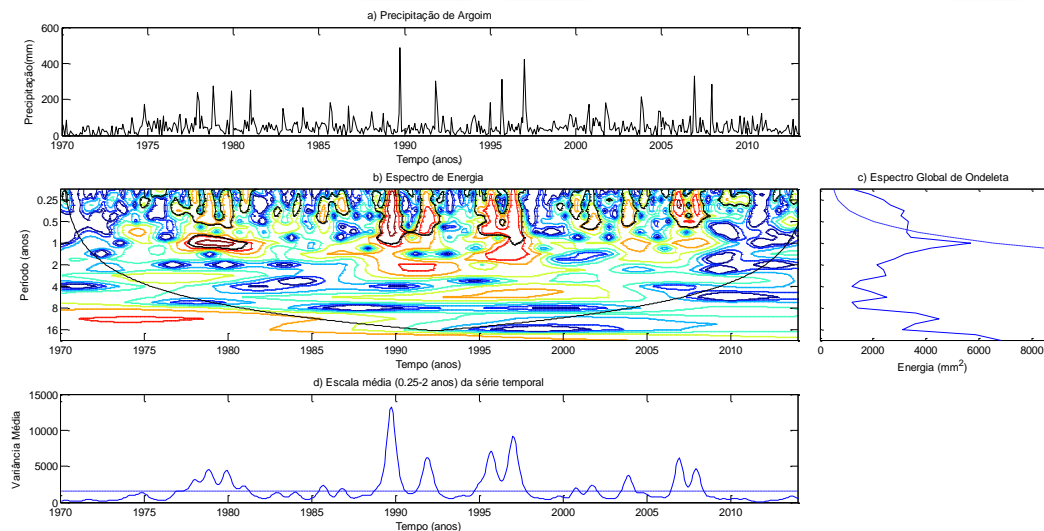 a) Precipitação de Argoim
600
400
200
0
Precipitação(mm)
1970 1975 1980 1985 1990 1995 2000 2005 2010
Tempo (anos)
b) Espectro de Energia
0.25
0.5
1
2
4
8
16
Período (anos)
1970 1975 1980 1985 1990 1995 2000 2005 2010
Tempo (anos)
c) Espectro Global de Ondeleta
0 2000 4000 6000 8000
Energia (mm²)
d) Escala média (0.25-2 anos) da série temporal
15000
10000
5000
0
Variância Média
1970 1975 1980 1985 1990 1995 2000 2005 2010
Tempo (anos)